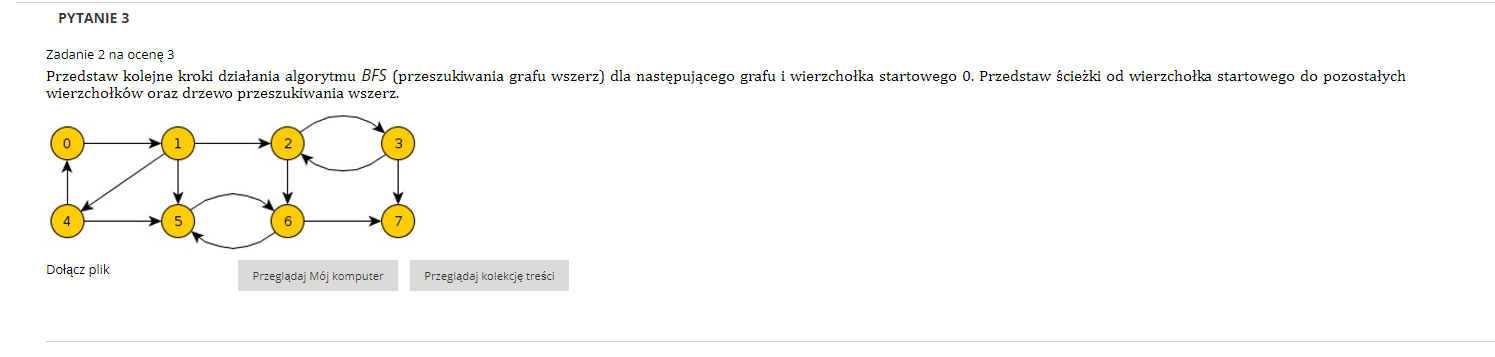 PYTANIE 3
Zadanie 2 na ocenę 3
Przedstaw kolejne kroki działania algorytmu BFS (przeszukiwania grafu wszerz) dla następującego grafu i wierzchołka startowego 0. Przedstaw ścieżki od wierzchołka startowego do pozostałych
wierzchołków oraz drzewo przeszukiwania wszerz.
0 1 2 3
4 5 6 7
Dołącz plik Przeglądaj Mój komputer Przeglądaj kolekcję treści